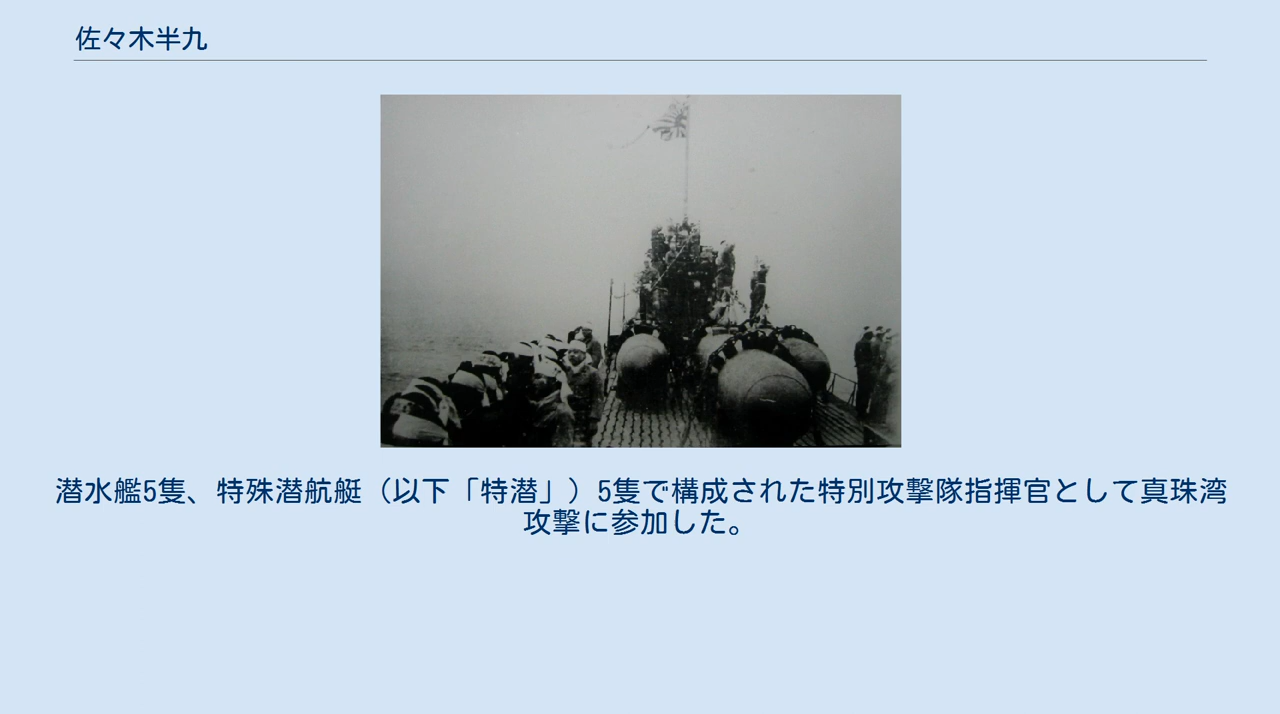 佐々木半九
潜水艦5隻、特殊潜航艇（以下「特潜」）5隻で構成された特別攻撃隊指揮官として真珠湾
攻撃に参加した。